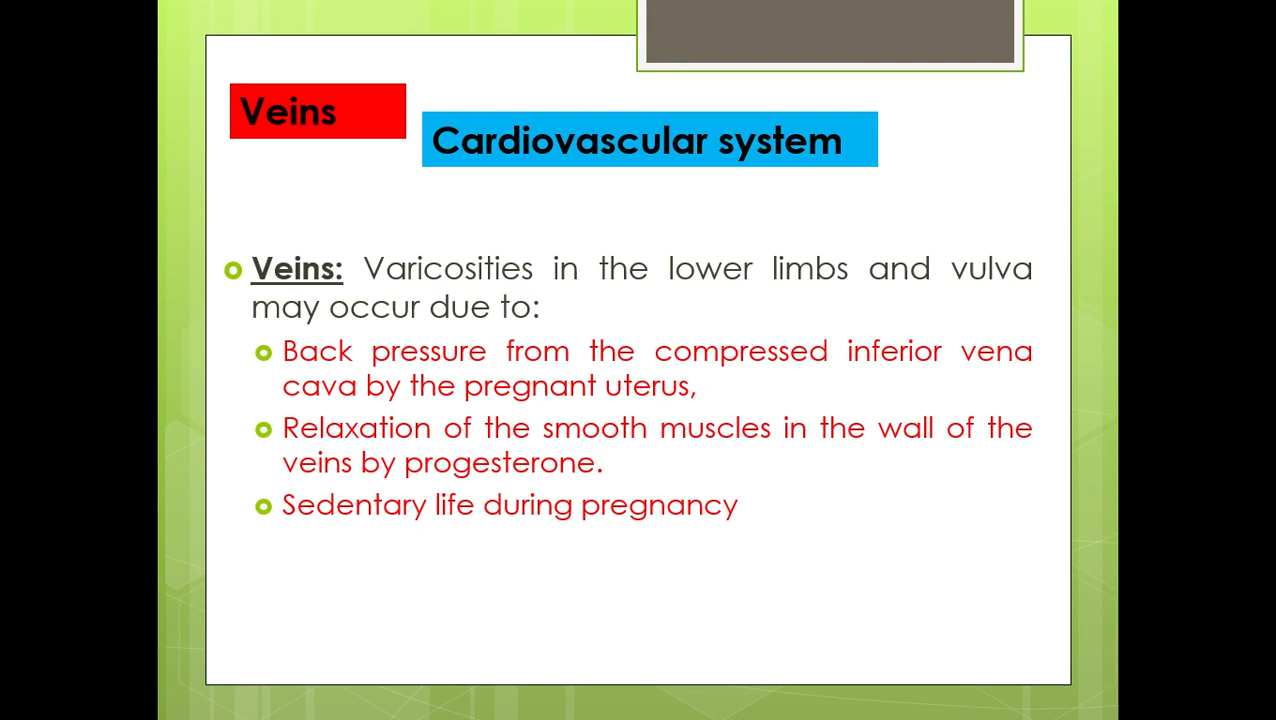 Veins
Cardiovascular system
Veins: Varicosities in the lower limbs and vulva
may occur due to:
Back pressure from the compressed inferior vena
cava by the pregnant uterus,
Relaxation of the smooth muscles in the wall of the
veins by progesterone.
Sedentary life during pregnancy